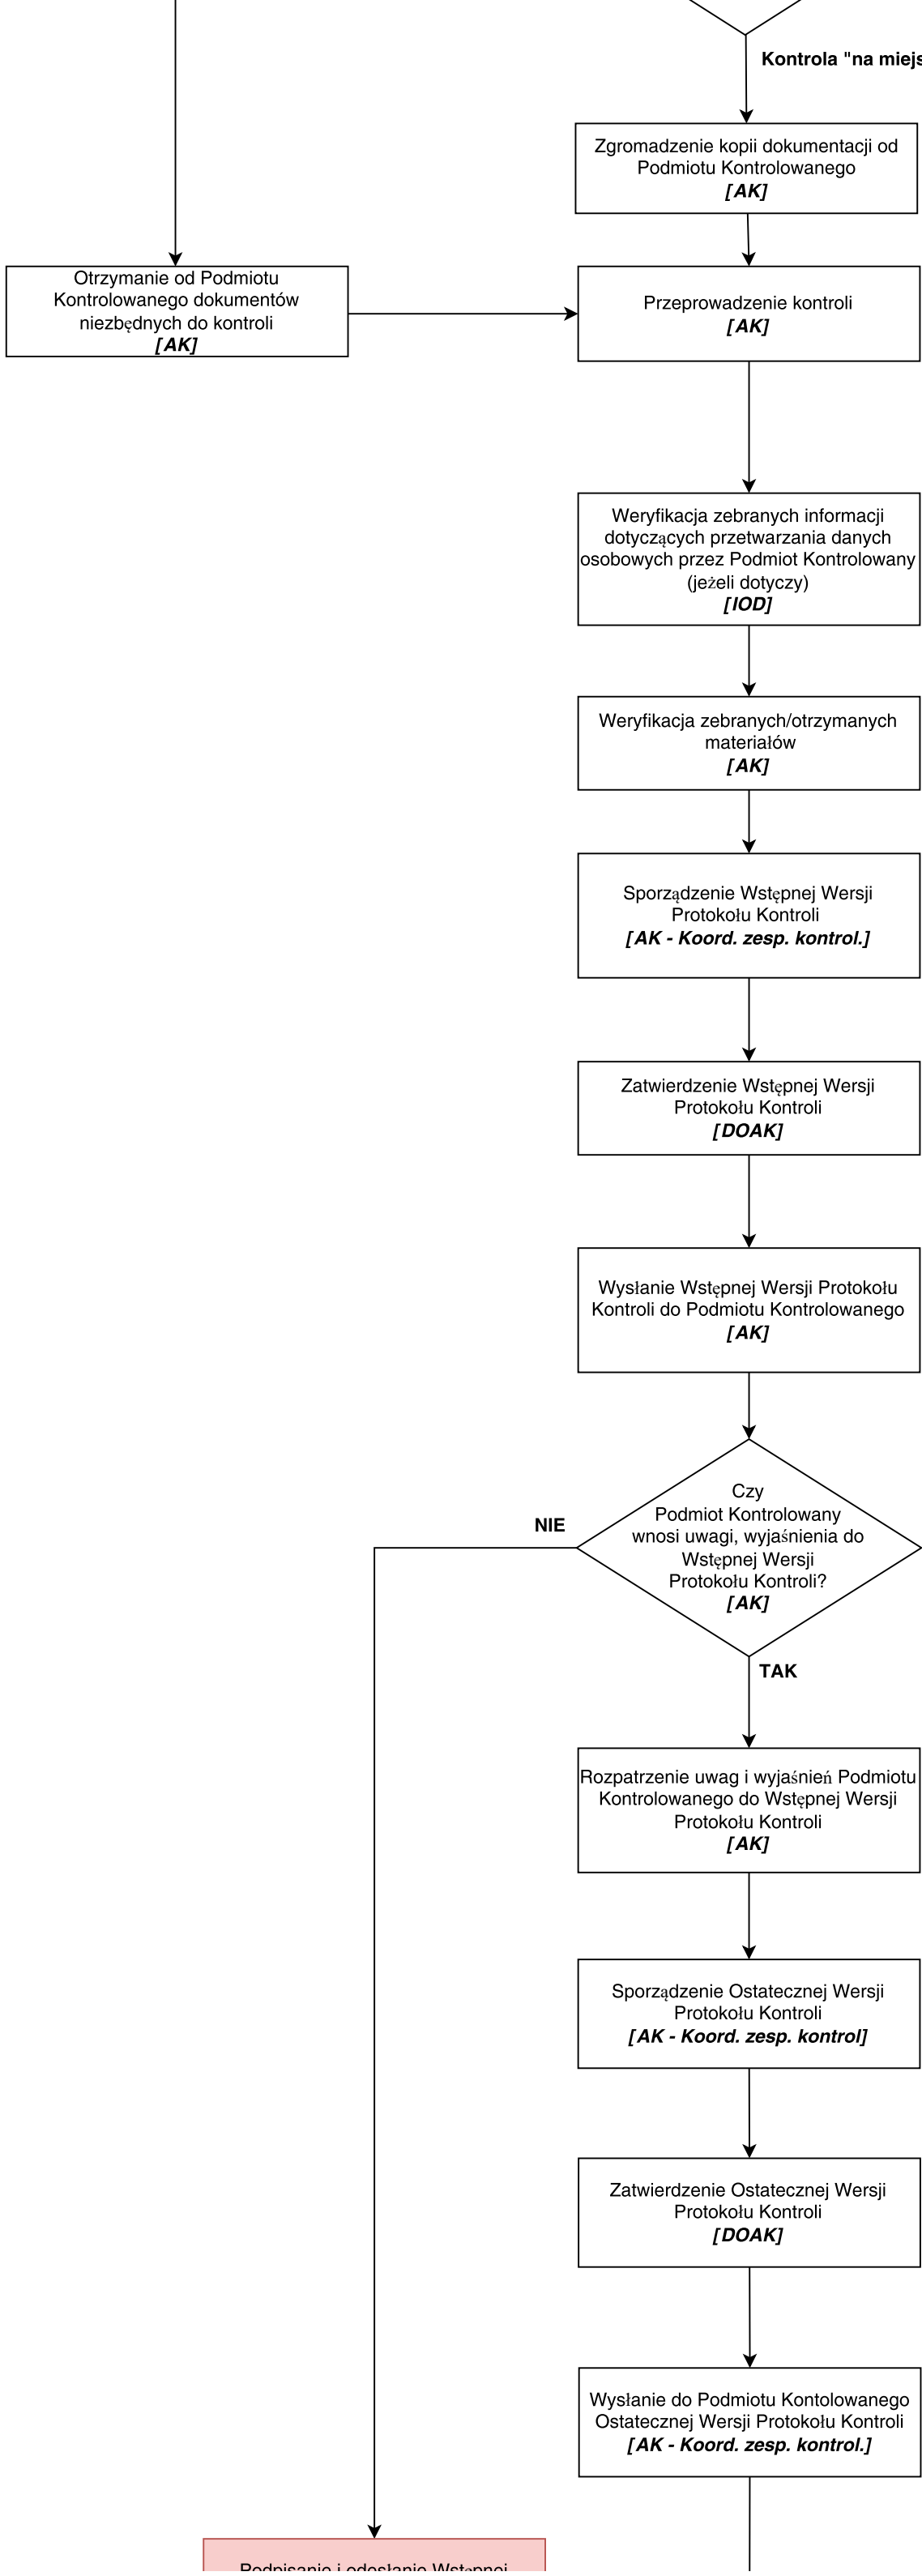 Kontrola "na miejs
Zgromadzenie kopii dokumentacji od
Podmiotu Kontrolowanego
[AK]
Otrzymanie od Podmiotu
Kontrolowanego dokumentów
niezbędnych do kontroli
[AK]
Przeprowadzenie kontroli
[AK]
Weryfikacja zebranych informacji
dotyczących przetwarzania danych
osobowych przez Podmiot Kontrolowany
(jeżeli dotyczy)
[IOD]
Weryfikacja zebranych/otrzymanych
materiałów
[AK]
Sporządzenie Wstępnej Wersji
Protokołu Kontroli
[AK - Koord. zesp. kontrol.]
Zatwierdzenie Wstępnej Wersji
Protokołu Kontroli
[DOAK]
Wysłanie Wstępnej Wersji Protokołu
Kontroli do Podmiotu Kontrolowanego
[AK]
Czy
Podmiot Kontrolowany
wnosi uwagi, wyjaśnienia do
Wstępnej Wersji
Protokołu Kontroli?
[AK]
NIE
TAK
Rozpatrzenie uwag i wyjaśnień Podmiotu
Kontrolowanego do Wstępnej Wersji
Protokołu Kontroli
[AK]
Sporządzenie Ostatecznej Wersji
Protokołu Kontroli
[AK - Koord. zesp. kontrol]
Zatwierdzenie Ostatecznej Wersji
Protokołu Kontroli
[DOAK]
Wysłanie do Podmiotu Kontolowanego
Ostatecznej Wersji Protokołu Kontroli
[AK - Koord. zesp. kontrol.]
Podpisanie i odesłanie Wstępnej